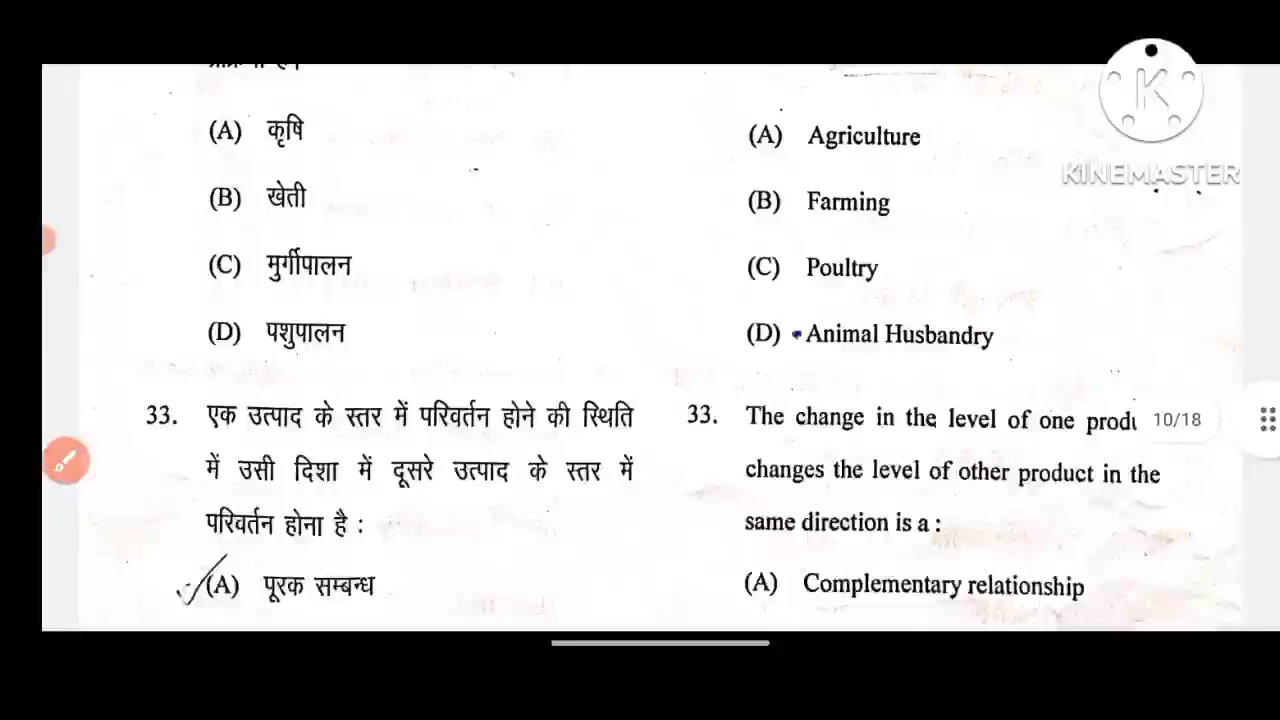 (A) कृषि
(B) खेती
(C) मुर्गीपालन
(D) पशुपालन
33. एक उत्पाद के स्तर में परिवर्तन होने की स्थिति
में उसी दिशा में दूसरे उत्पाद के स्तर में
परिवर्तन होना है :
(A) पूरक सम्बन्ध
(A) Agriculture
(B) Farming
(C) Poultry
(D) Animal Husbandry
33. The change in the level of one
changes the level of other product in the
same direction is a :
(A) Complementary relationship
10/18
K
KINEMASTER